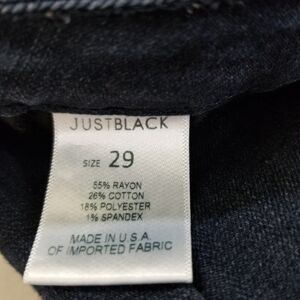 JUSTBLACK
SIZE 29
55% RAYON
26% COTTON
18% POLYESTER
1% SPANDEX
MADE IN U.S.A.
OF IMPORTED FABRIC